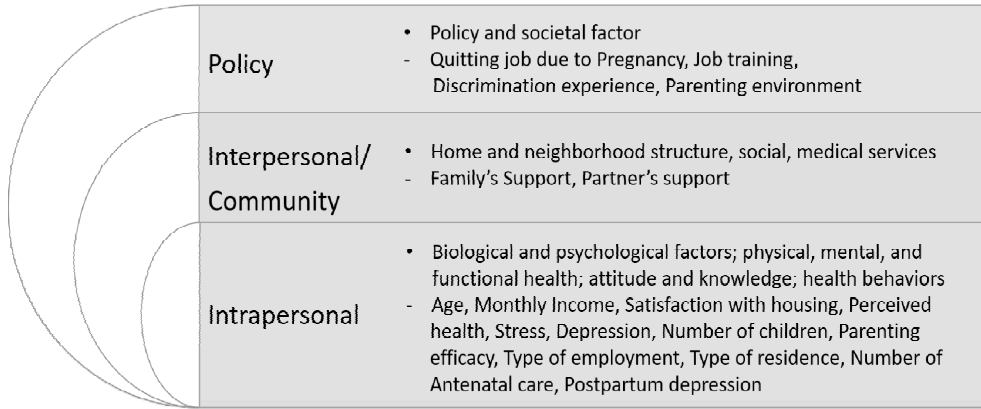 Policy
• Policy and societal factor
- Quitting job due to Pregnancy, Job training,
Discrimination experience, Parenting environment
Interpersonal/
Community
• Home and neighborhood structure, social, medical services
- Family's Support, Partner's support
Intrapersonal
• Biological and psychological factors; physical, mental, and
functional health; attitude and knowledge; health behaviors
- Age, Monthly Income, Satisfaction with housing, Perceived
health, Stress, Depression, Number of children, Parenting
efficacy, Type of employment, Type of residence, Number of
Antenatal care, Postpartum depression